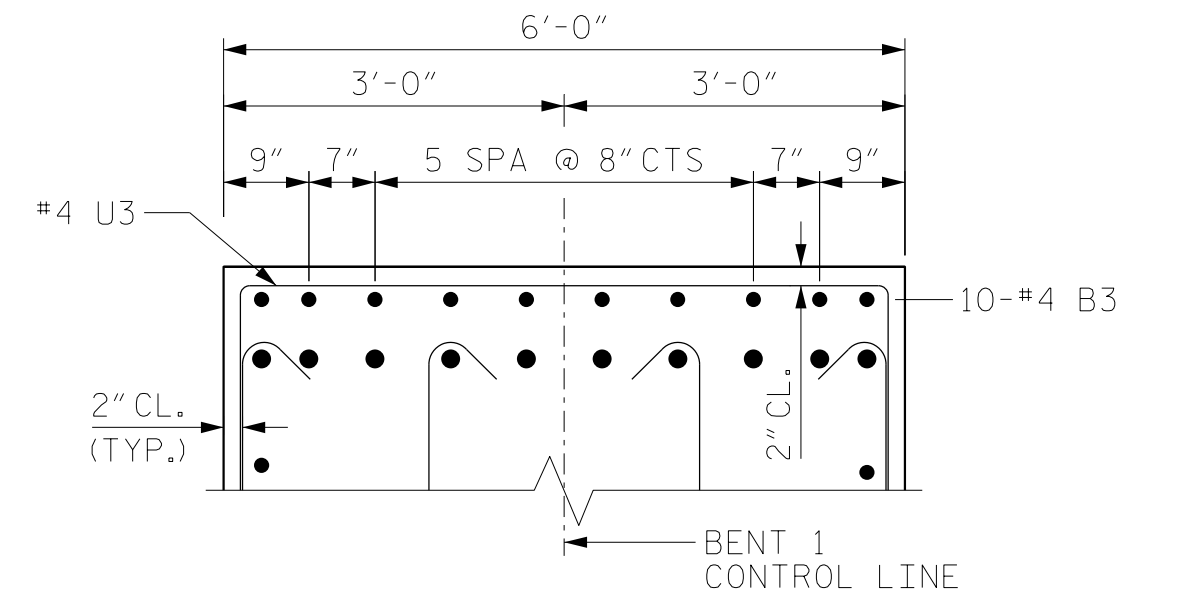 6'-0"
3'-0" 3'-0"
9" 7" 5 SPA @ 8" CTS 7" 9"
#4 U3
10-#4 B3
2" CL.
(TYP.)
2" CL.
BENT 1
CONTROL LINE